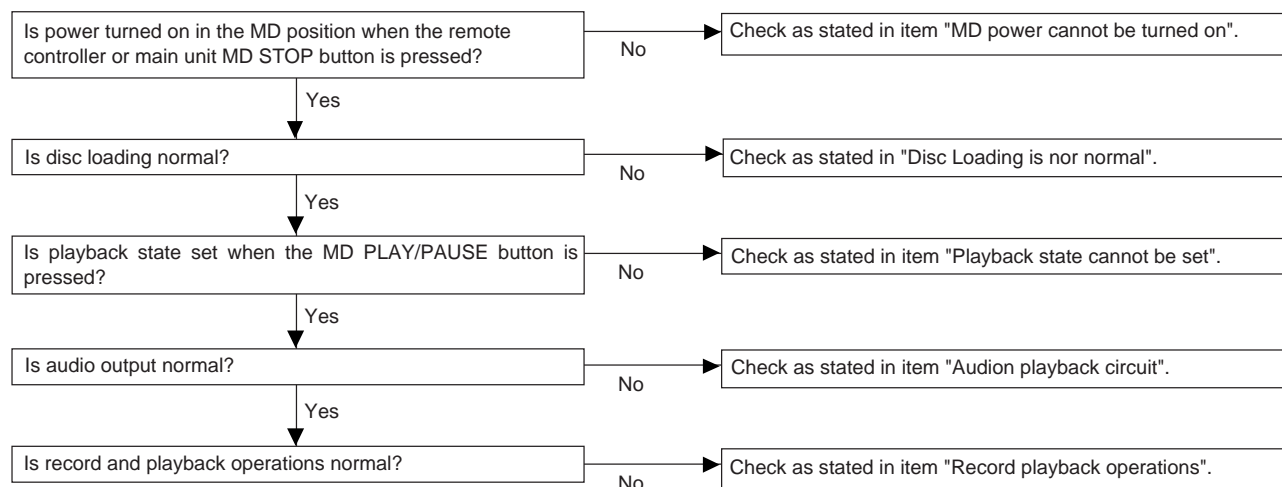 Is power turned on in the MD position when the remote
controller or main unit MD STOP button is pressed?
No
Check as stated in item "MD power cannot be turned on".
Yes
Is disc loading normal?
No
Check as stated in "Disc Loading is nor normal".
Yes
Is playback state set when the MD PLAY/PAUSE button is
pressed?
No
Check as stated in item "Playback state cannot be set".
Yes
Is audio output normal?
No
Check as stated in item "Audion playback circuit".
Yes
Is record and playback operations normal?
No
Check as stated in item "Record playback operations".